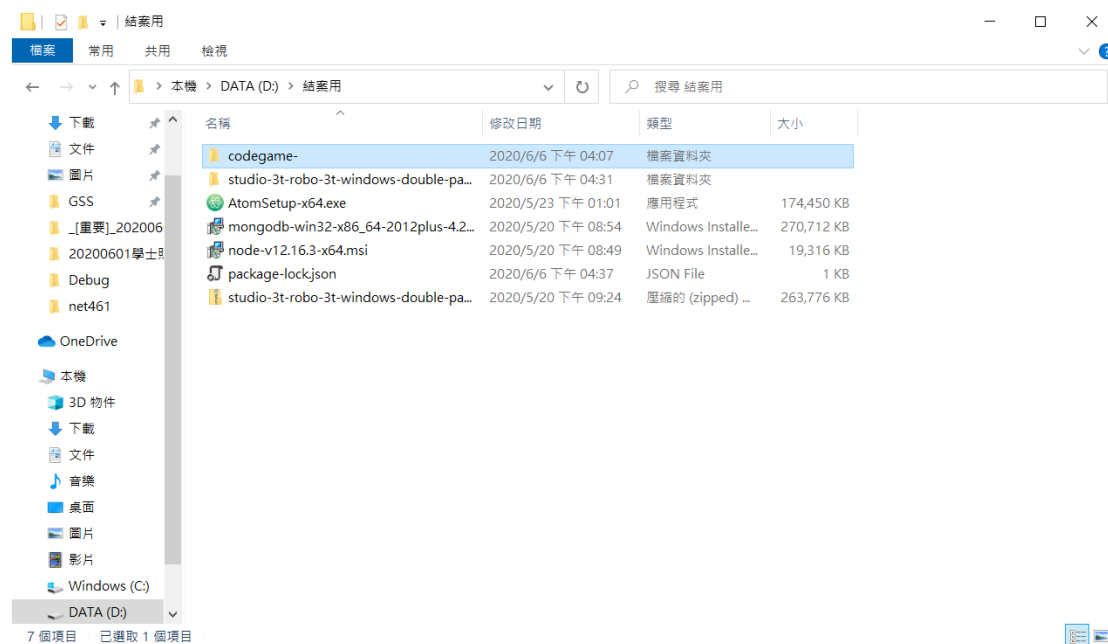 結案用
檔案 常用 共用 檢視
本機 DATA (D:) 結案用 搜尋 結案用
名稱 修改日期 類型 大小
codegame- 2020/6/6 下午 04:07 檔案資料夾
studio-3t-robo-3t-windows-double-pa... 2020/6/6 下午 04:31 檔案資料夾
AtomSetup-x64.exe 2020/5/23 下午 01:01 應用程式 174,450 KB
mongodb-win32-x86_64-2012plus-4.2... 2020/5/20 下午 08:54 Windows Installe... 270,712 KB
node-v12.16.3-x64.msi 2020/5/20 下午 08:49 Windows Installe... 19,316 KB
package-lock.json 2020/6/6 下午 04:37 JSON File 1 KB
studio-3t-robo-3t-windows-double-pa... 2020/5/20 下午 09:24 壓縮的 (zipped) ... 263,776 KB
下載
文件
圖片
GSS
_[重要]_202006
20200601學士
Debug
net461
OneDrive
本機
3D 物件
下載
文件
音樂
桌面
圖片
影片
Windows (C:)
DATA (D:)
7 個項目 已選取 1 個項目